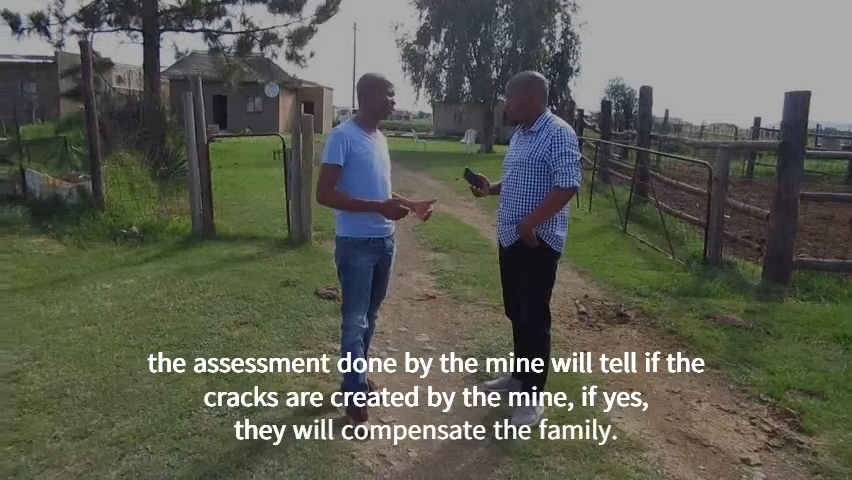 the assessment done by the mine will tell if the
cracks are created by the mine, if yes,
they will compensate the family.